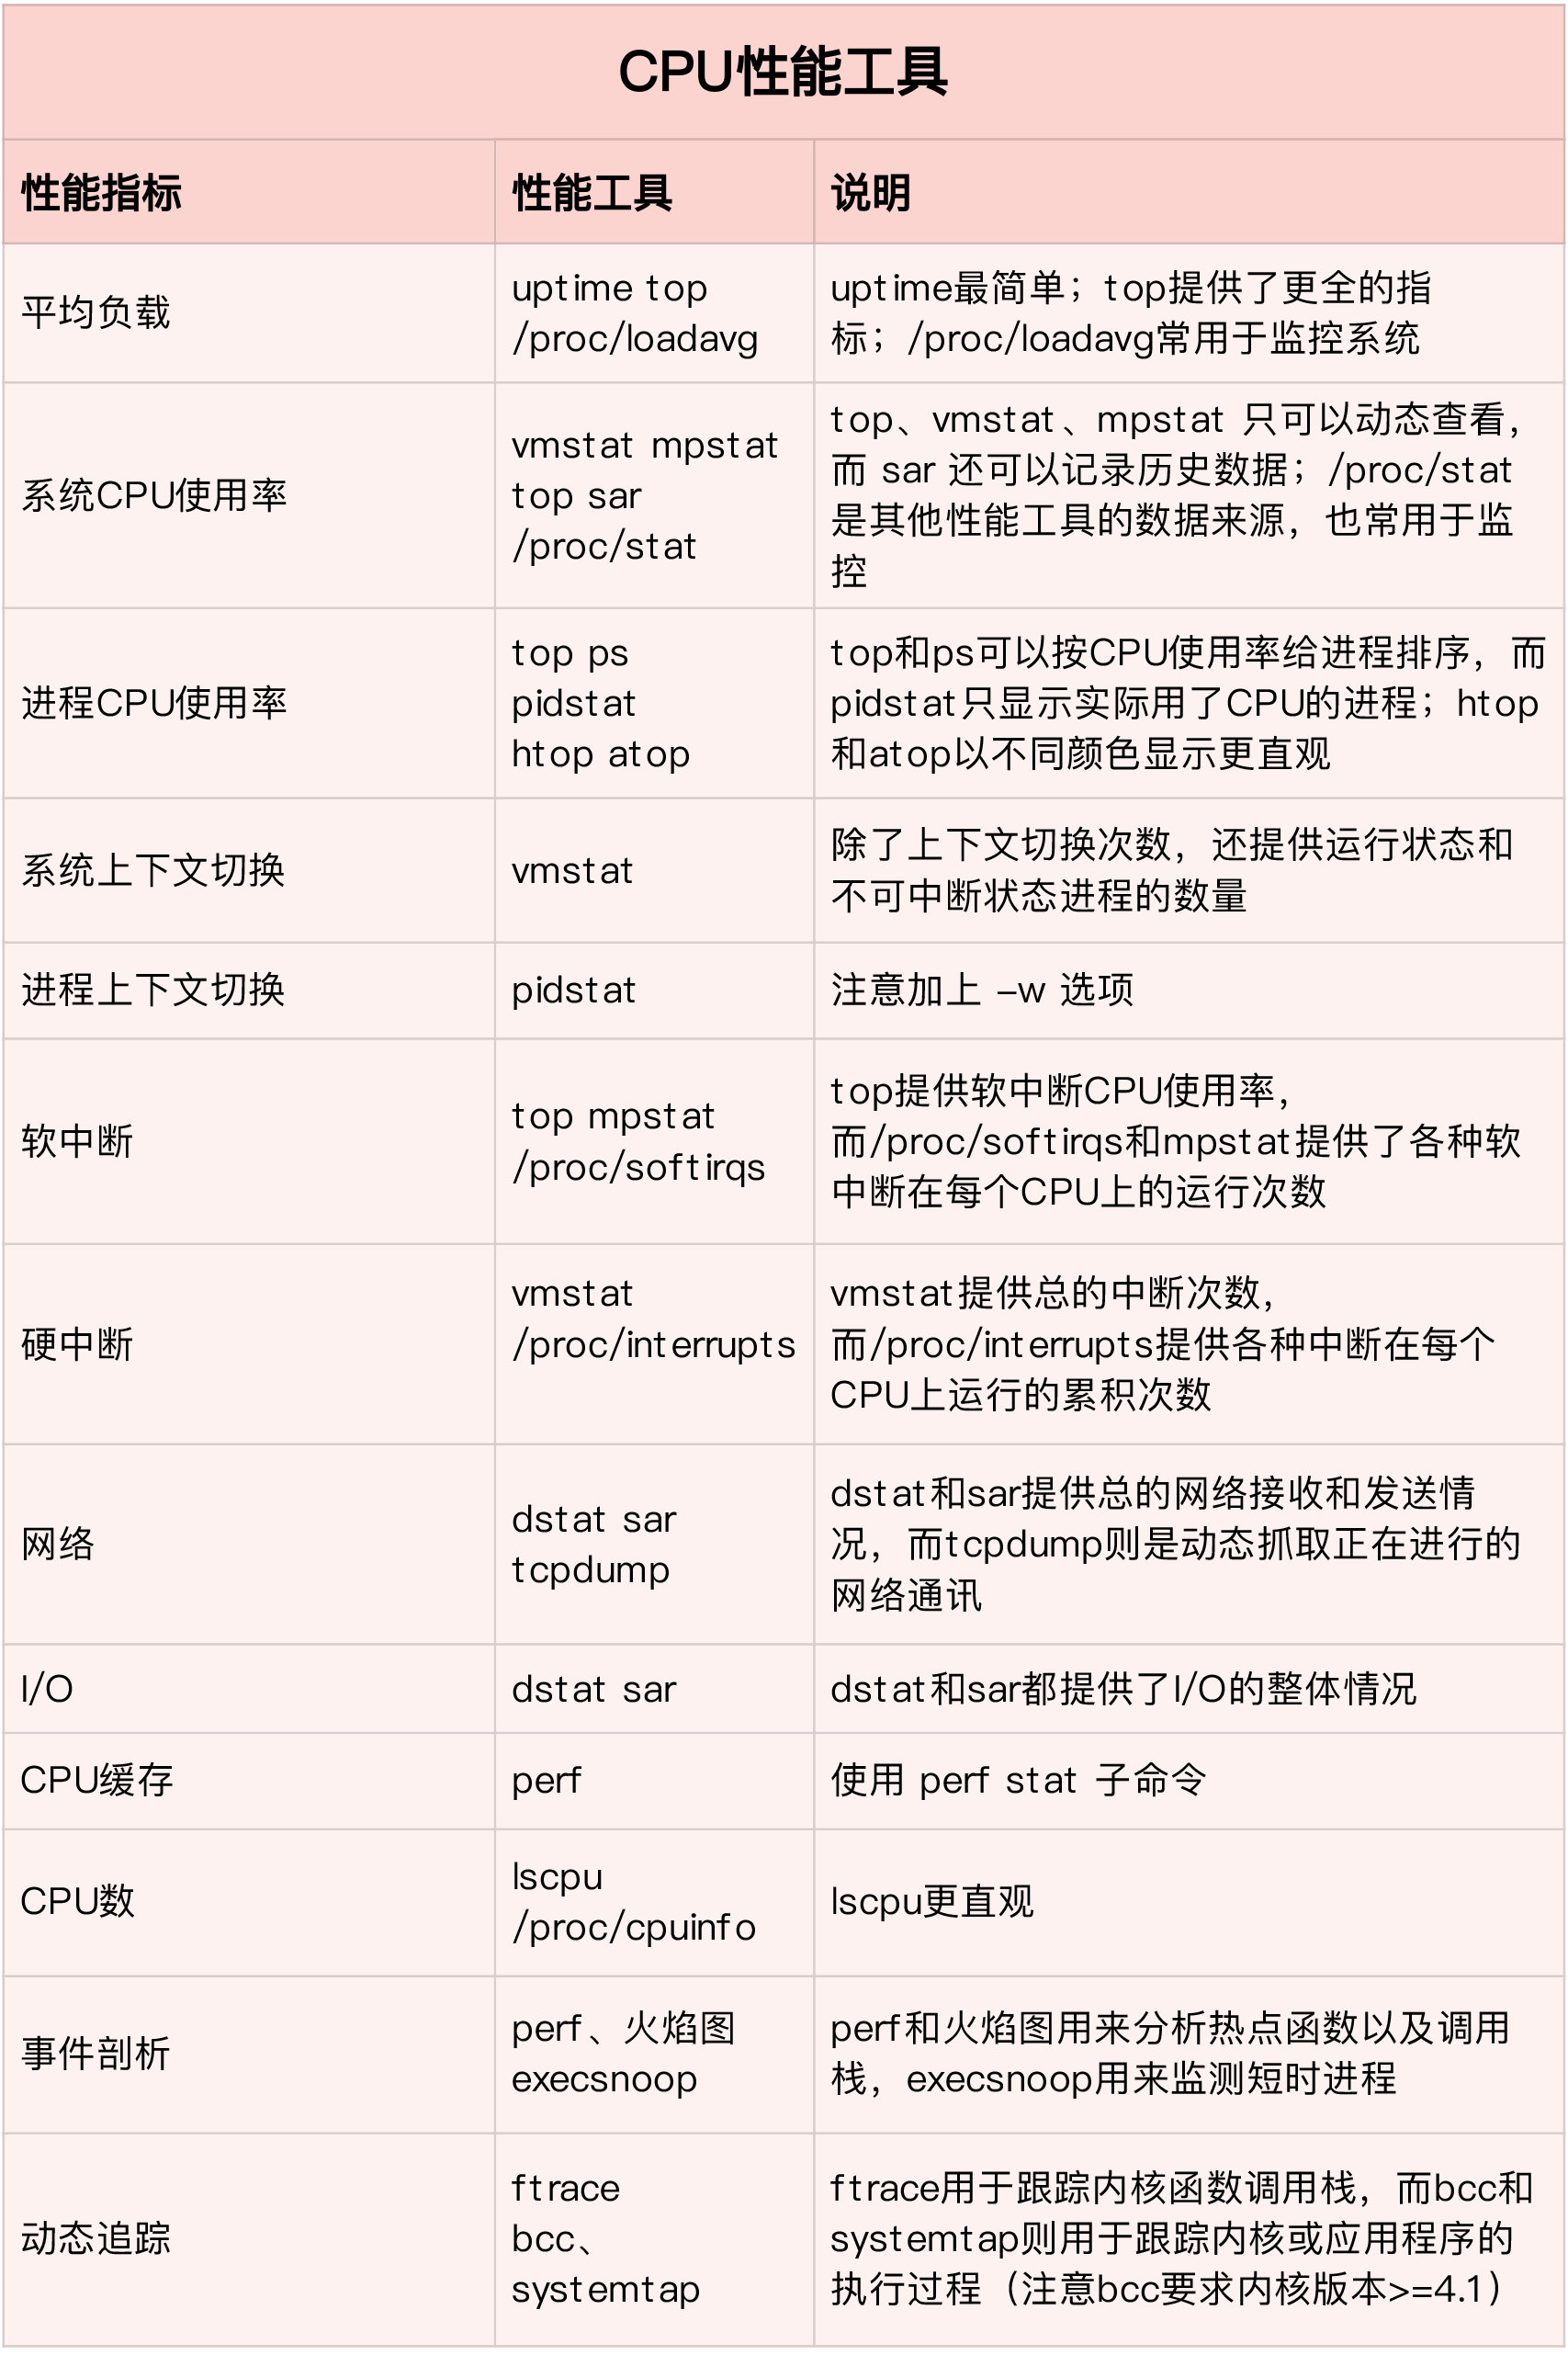 CPU性能工具
性能指标
性能工具
说明
平均负载
uptime top
/proc/loadavg
uptime最简单；top提供了更全的指
标；/proc/loadavg常用于监控系统
系统CPU使用率
vmstat mpstat
top sar
/proc/stat
top、vmstat、mpstat 只可以动态查看，
而 sar 还可以记录历史数据；/proc/stat
是其他性能工具的数据来源，也常用于监
控
进程CPU使用率
top ps
pidstat
htop atop
top和ps可以按CPU使用率给进程排序，而
pidstat只显示实际用了CPU的进程；htop
和atop以不同颜色显示更直观
系统上下文切换
vmstat
除了上下文切换次数，还提供运行状态和
不可中断状态进程的数量
进程上下文切换
pidstat
注意加上 –w 选项
软中断
top mpstat
/proc/softirqs
top提供软中断CPU使用率，
而/proc/softirqs和mpstat提供了各种软
中断在每个CPU上的运行次数
硬中断
vmstat
/proc/interrupts
vmstat提供总的中断次数，
而/proc/interrupts提供各种中断在每个
CPU上运行的累积次数
网络
dstat sar
tcpdump
dstat和sar提供总的网络接收和发送情
况，而tcpdump则是动态抓取正在进行的
网络通讯
I/O
dstat sar
dstat和sar都提供了I/O的整体情况
CPU缓存
perf
使用 perf stat 子命令
CPU数
lscpu
/proc/cpuinfo
lscpu更直观
事件剖析
perf、火焰图
execsnoop
perf和火焰图用来分析热点函数以及调用
栈，execsnoop用来监测短时进程
动态追踪
ftrace
bcc、
systemtap
ftrace用于跟踪内核函数调用栈，而bcc和
systemtap则用于跟踪内核或应用程序的
执行过程（注意bcc要求内核版本>=4.1）